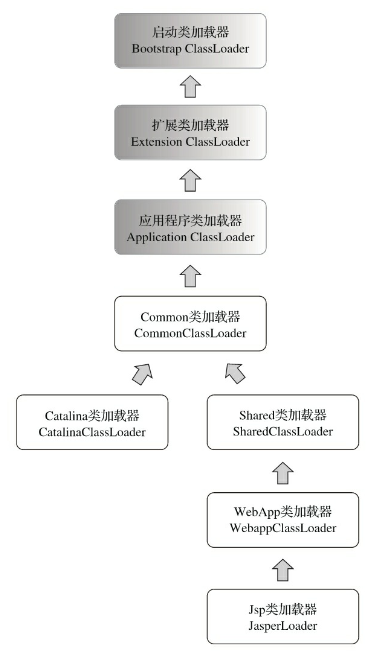 启动类加载器
Bootstrap ClassLoader
扩展类加载器
Extension ClassLoader
应用程序类加载器
Application ClassLoader
Common类加载器
CommonClassLoader
Catalina类加载器
CatalinaClassLoader
Shared类加载器
SharedClassLoader
WebApp类加载器
WebappClassLoader
Jsp类加载器
JasperLoader